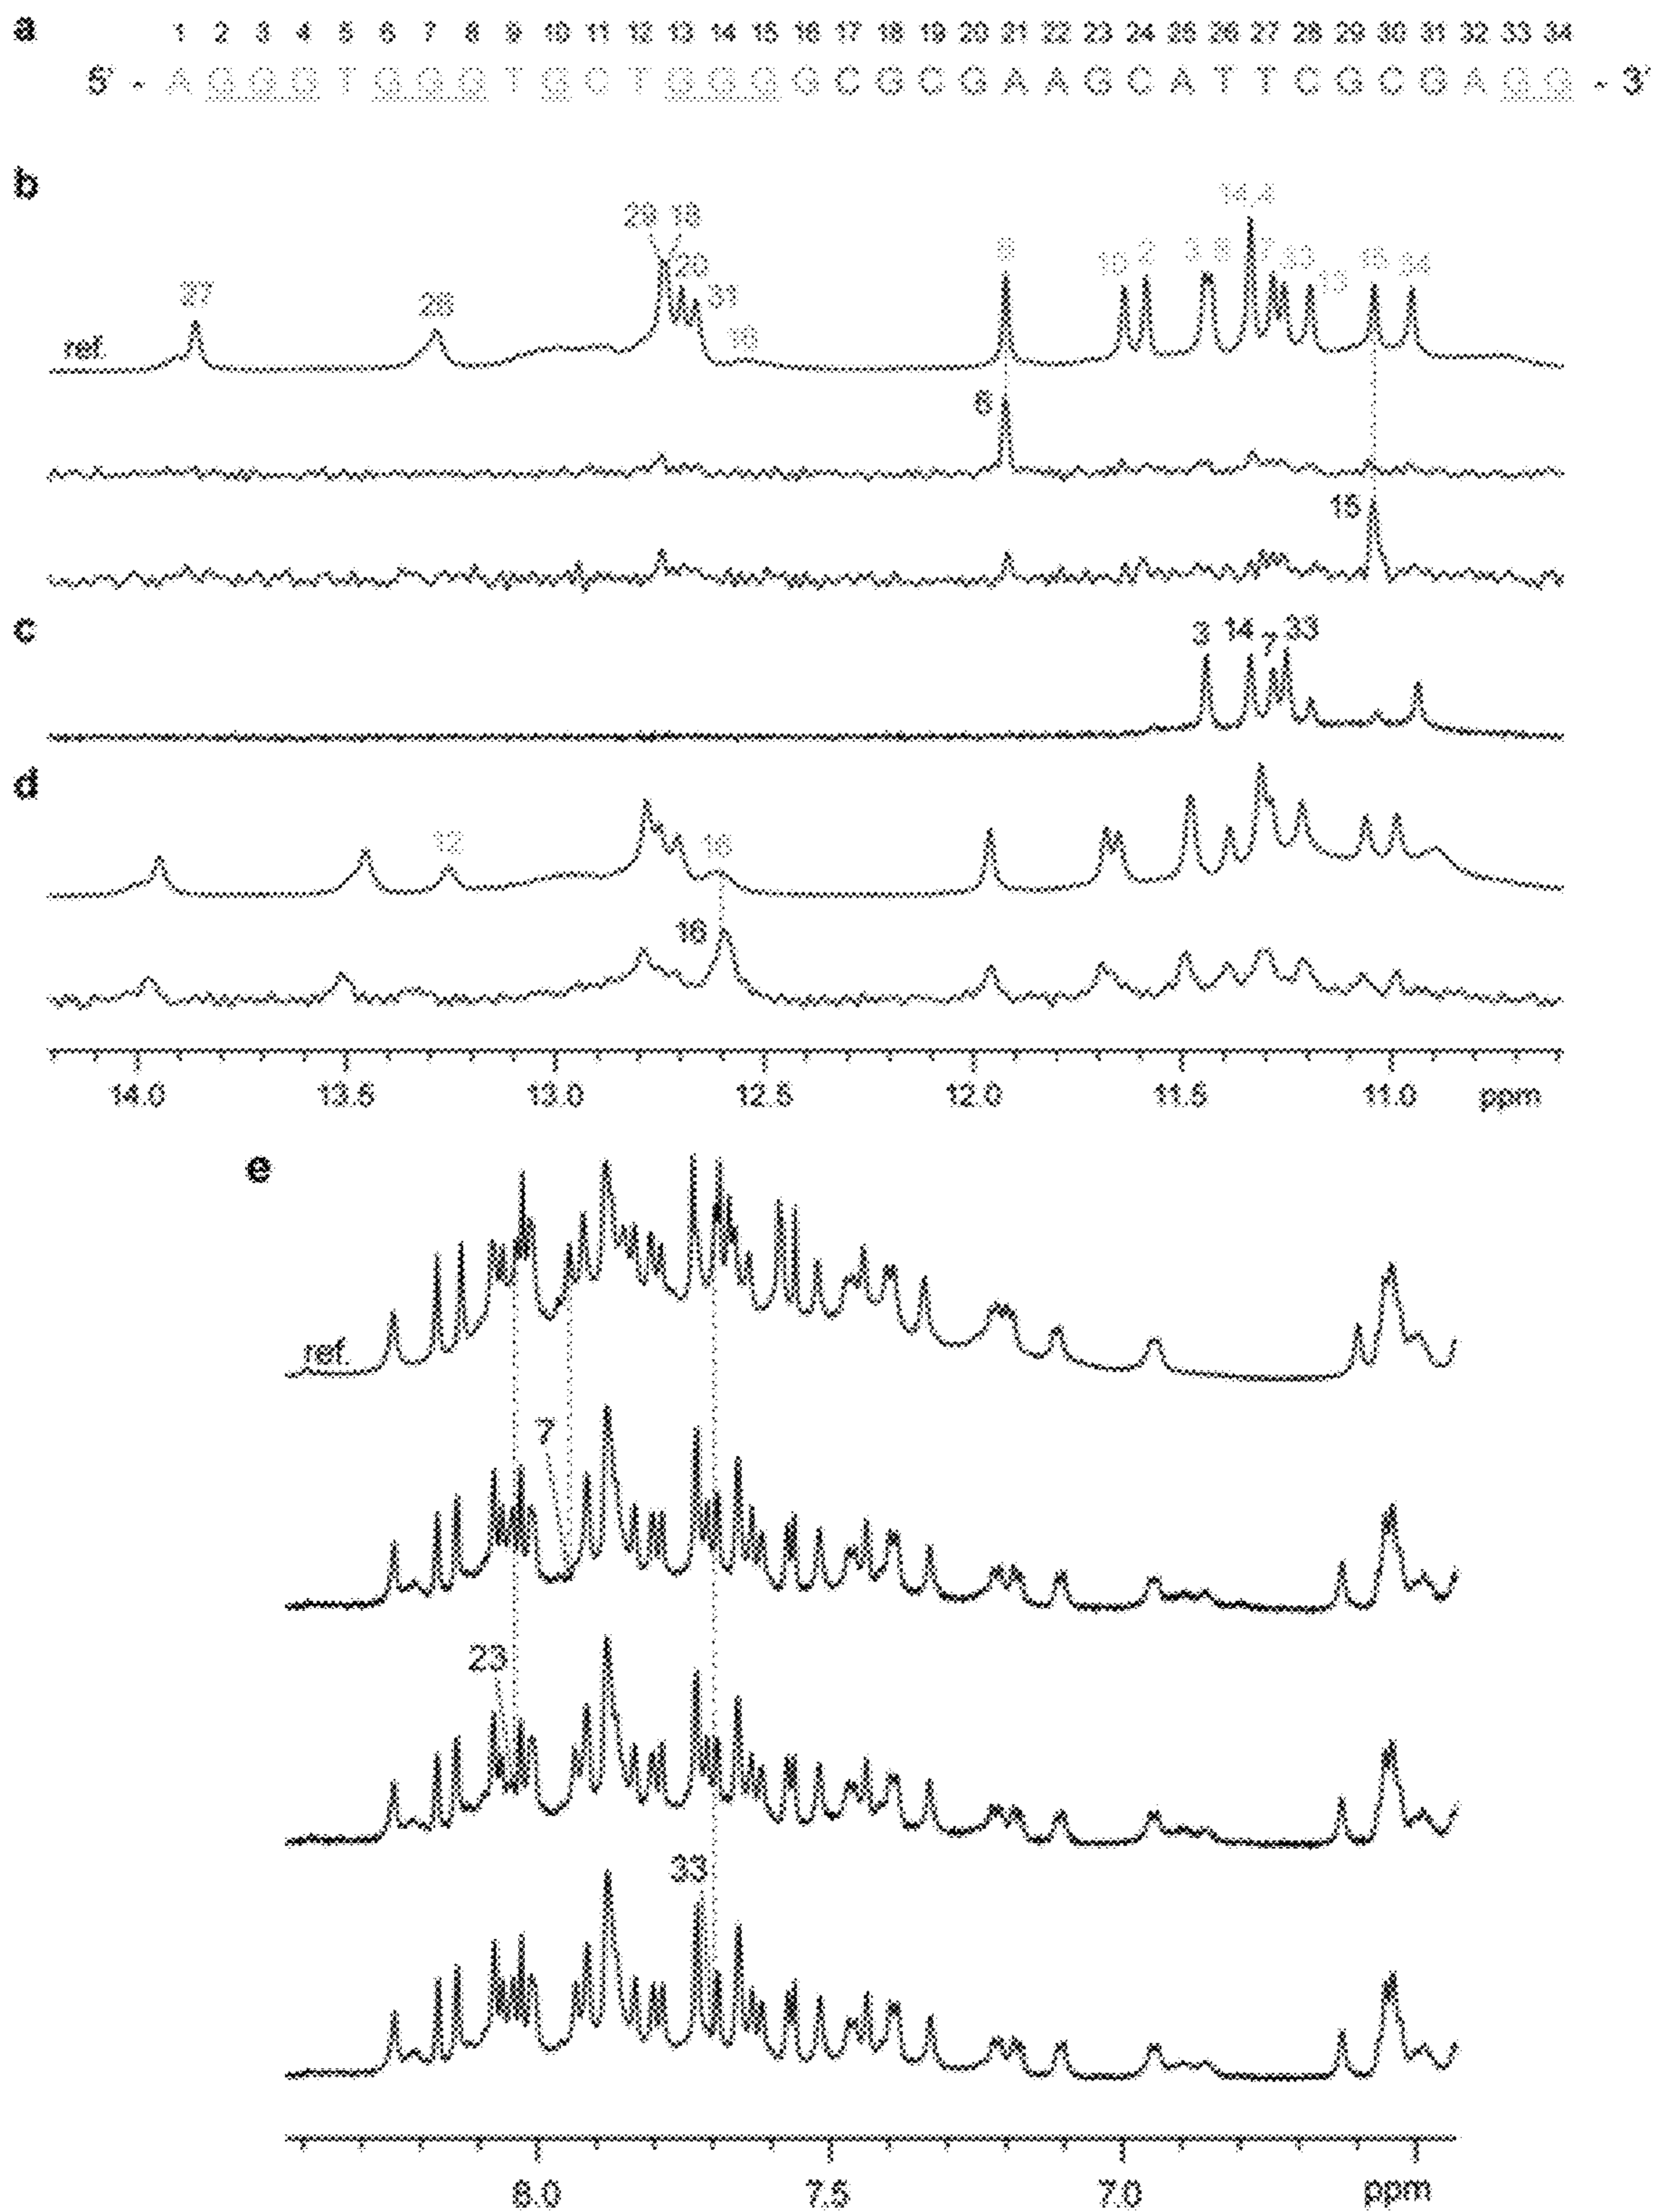 a 1 2 3 4 5 6 7 8 9 10 11 12 13 14 15 16 17 18 19 20 21 22 23 24 25 26 27 28 29 30 31 32 33 34
5' - A G G G T G G G T G C T G G G G C G C G A A G C A T T C G C G A G G - 3'
b
14,4
29 18
27 28 20 31 16 10 2 3 8 7 33 13 15 34
ref.
6
15
c 3 14 7 33
d
12 16
16
14.0 13.5 13.0 12.5 12.0 11.5 11.0 ppm
e
ref.
7
23
33
8.0 7.5 7.0 ppm